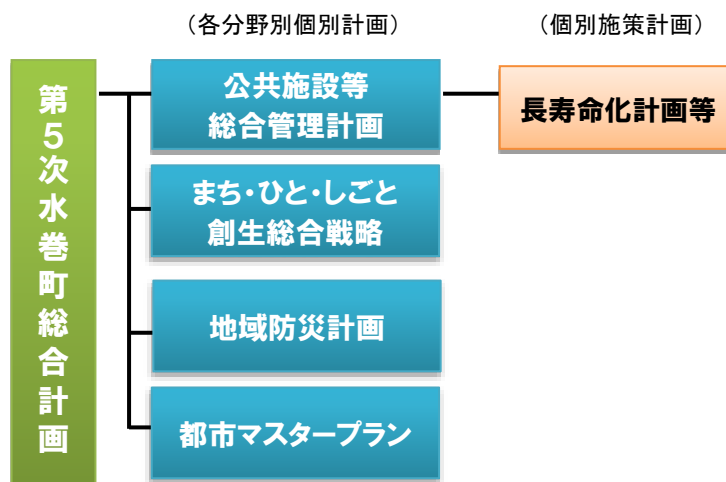 （各分野別個別計画）
（個別施策計画）
第５次水巻町総合計画
公共施設等
総合管理計画
長寿命化計画等
まち・ひと・しごと
創生総合戦略
地域防災計画
都市マスタープラン